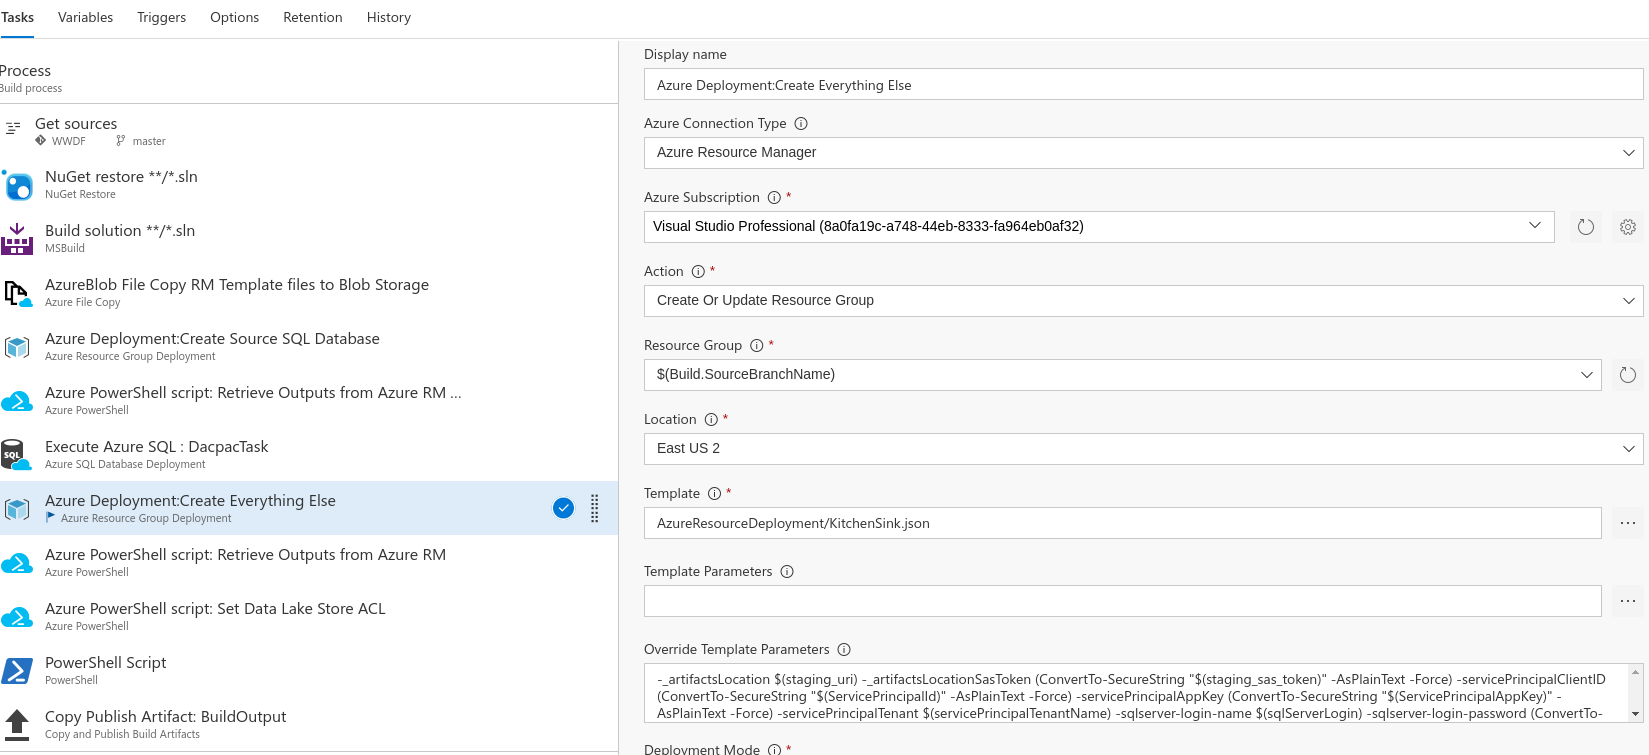 Tasks Variables Triggers Options Retention History
Process
Build process
Get sources
WWDF master
NuGet restore **/*.sln
NuGet Restore
Build solution **/*.sln
MSBuild
AzureBlob File Copy RM Template files to Blob Storage
Azure File Copy
Azure Deployment:Create Source SQL Database
Azure Resource Group Deployment
Azure PowerShell script: Retrieve Outputs from Azure RM ...
Azure PowerShell
SQL
Execute Azure SQL : DacpacTask
Azure SQL Database Deployment
Azure Deployment:Create Everything Else
Azure Resource Group Deployment
Azure PowerShell script: Retrieve Outputs from Azure RM
Azure PowerShell
Azure PowerShell script: Set Data Lake Store ACL
Azure PowerShell
PowerShell Script
PowerShell
Copy Publish Artifact: BuildOutput
Copy and Publish Build Artifacts
Display name
Azure Deployment:Create Everything Else
Azure Connection Type
Azure Resource Manager
Azure Subscription *
Visual Studio Professional (8a0fa19c-a748-44eb-8333-fa964eb0af32)
Action *
Create Or Update Resource Group
Resource Group *
$(Build.SourceBranchName)
Location *
East US 2
Template *
AzureResourceDeployment/KitchenSink.json
Template Parameters
Override Template Parameters
-_artifactsLocation $(staging_uri) -_artifactsLocationSasToken (ConvertTo-SecureString "$(staging_sas_token)" -AsPlainText -Force) -servicePrincipalClientID
(ConvertTo-SecureString "$(ServicePrincipalId)" -AsPlainText -Force) -servicePrincipalAppKey (ConvertTo-SecureString "$(ServicePrincipalAppKey)" -
AsPlainText -Force) -servicePrincipalTenant $(servicePrincipalTenantName) -sqlserver-login-name $(sqlServerLogin) -sqlserver-login-password (ConvertTo-
Deployment Mode *